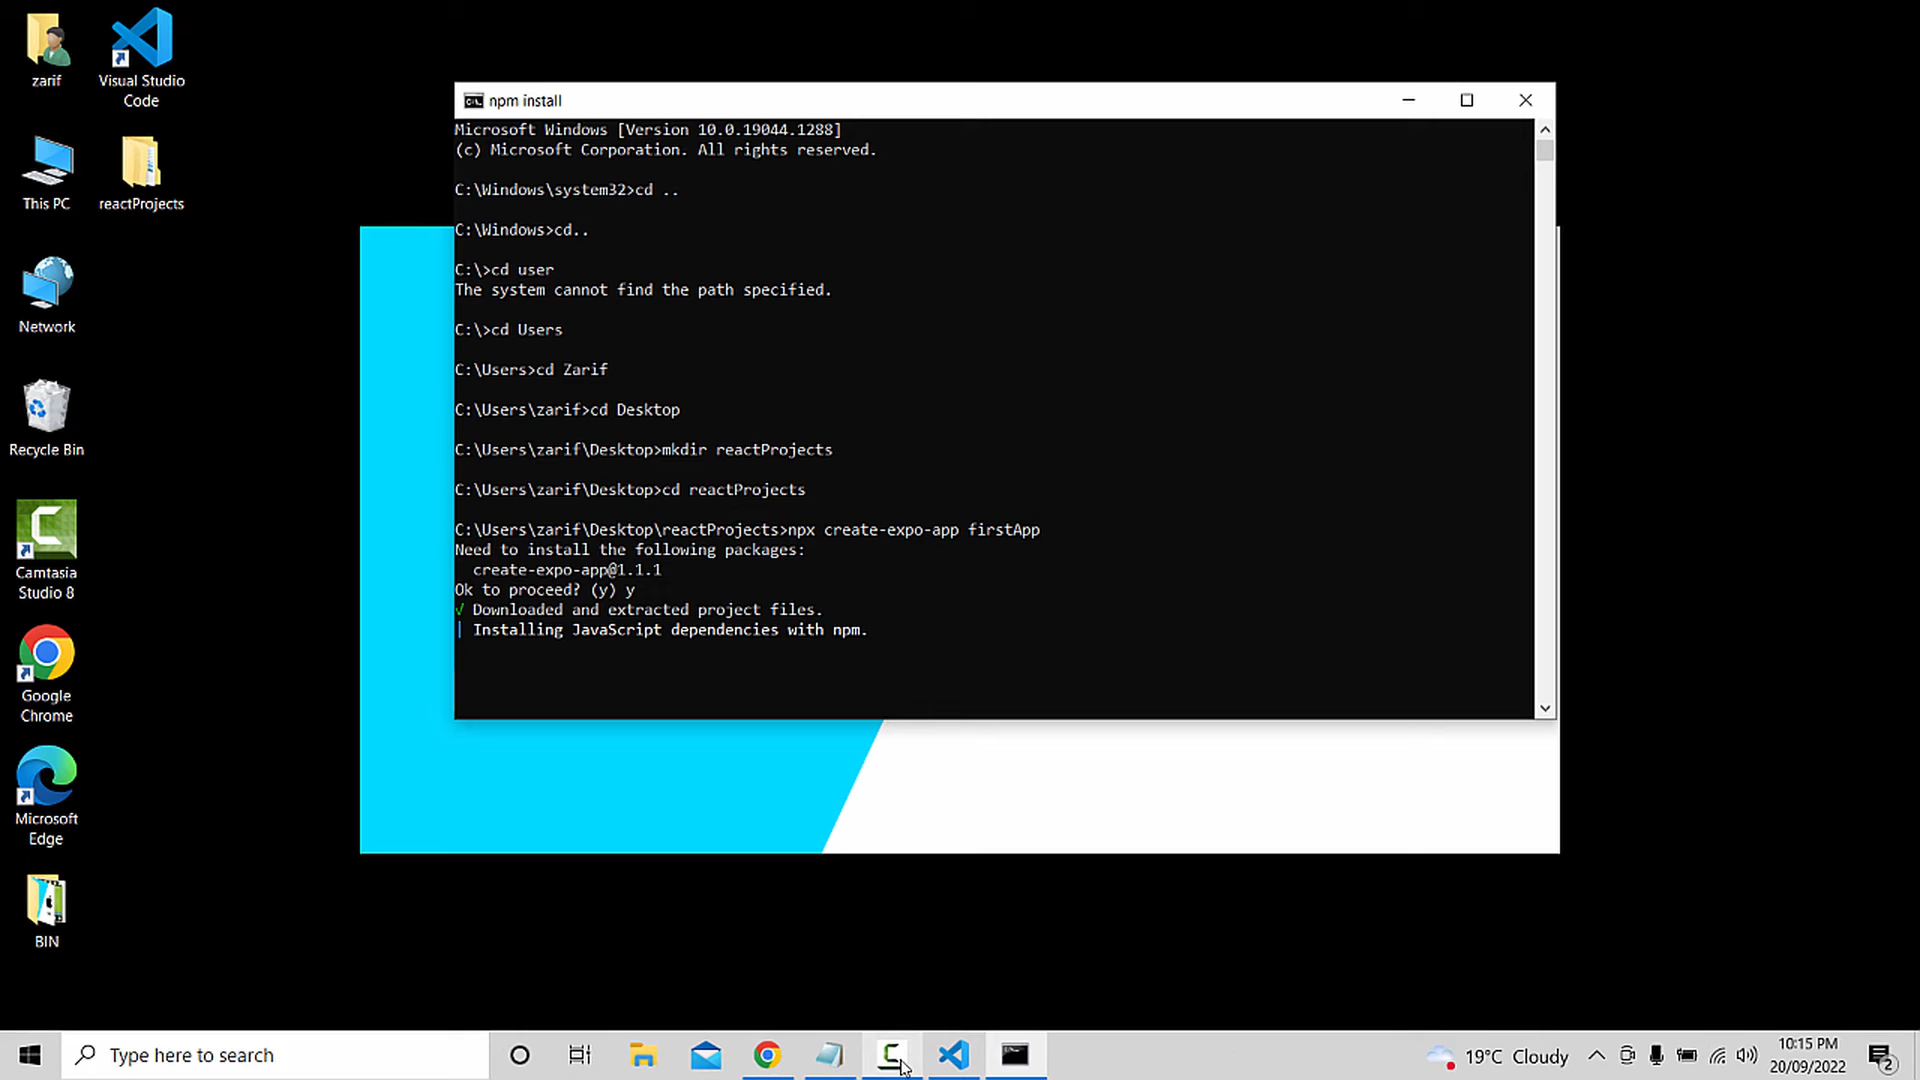 zarif
Visual Studio
Code
This PC
reactProjects
Network
Recycle Bin
Camtasia
Studio 8
Google
Chrome
Microsoft
Edge
BIN
npm install
Microsoft Windows [Version 10.0.19044.1288]
(c) Microsoft Corporation. All rights reserved.
C:\Windows\system32>cd ..
C:\Windows>cd..
C:\>cd user
The system cannot find the path specified.
C:\>cd Users
C:\Users>cd Zarif
C:\Users\zarif>cd Desktop
C:\Users\zarif\Desktop>mkdir reactProjects
C:\Users\zarif\Desktop>cd reactProjects
C:\Users\zarif\Desktop\reactProjects>npx create-expo-app firstApp
Need to install the following packages:
create-expo-app@1.1.1
Ok to proceed? (y) y
√ Downloaded and extracted project files.
| Installing JavaScript dependencies with npm.
Type here to search
19°C Cloudy
10:15 PM
20/09/2022
2